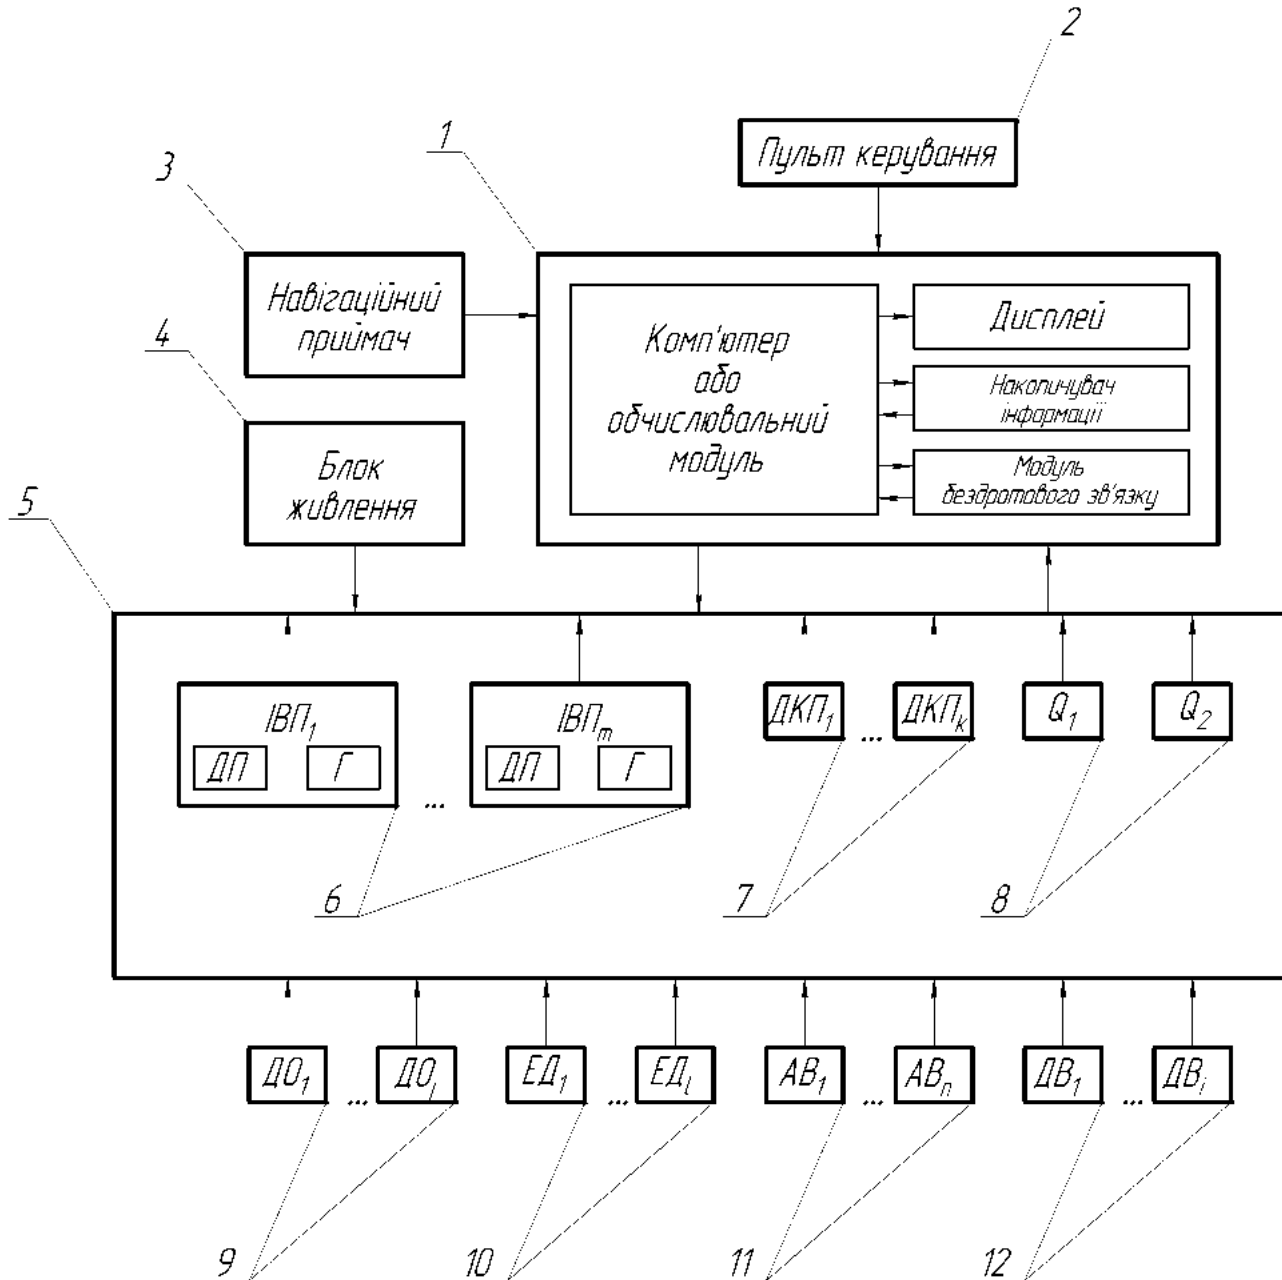 2
Пульт керування
1
3
Навігаційний
приймач
4
Блок
живлення
Комп'ютер
або
обчислювальний
модуль
Дисплей
Накопичувач
інформації
Модуль
бездротового зв'язку
5
ІВП1
ДП
Г
...
ІВПm
ДП
Г
ДКП1
...
ДКПk
Q1
Q2
6
7
8
ДО1
...
ДОj
ЕД1
...
ЕДl
АВ1
...
АВn
ДВ1
...
ДВi
9
10
11
12